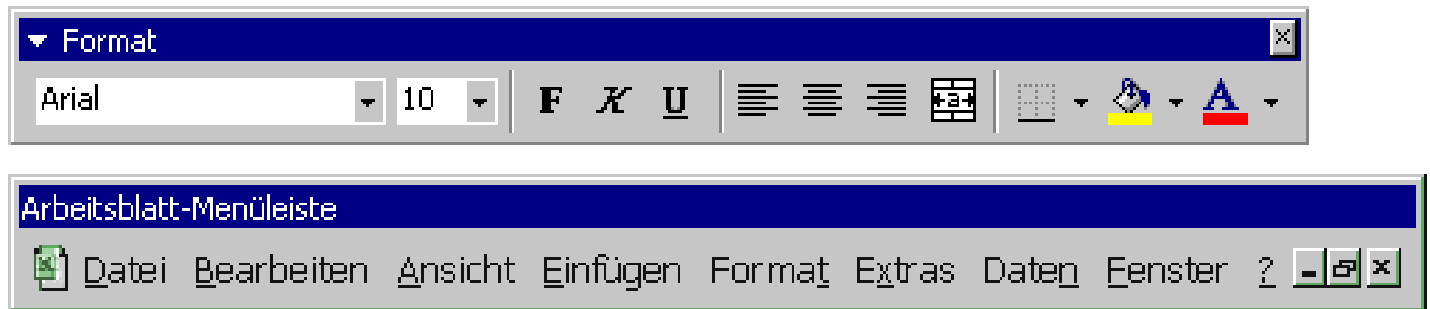 Format
Arial 10 F K U a A
Arbeitsblatt-Menüleiste
Datei Bearbeiten Ansicht Einfügen Format Extras Daten Fenster ?